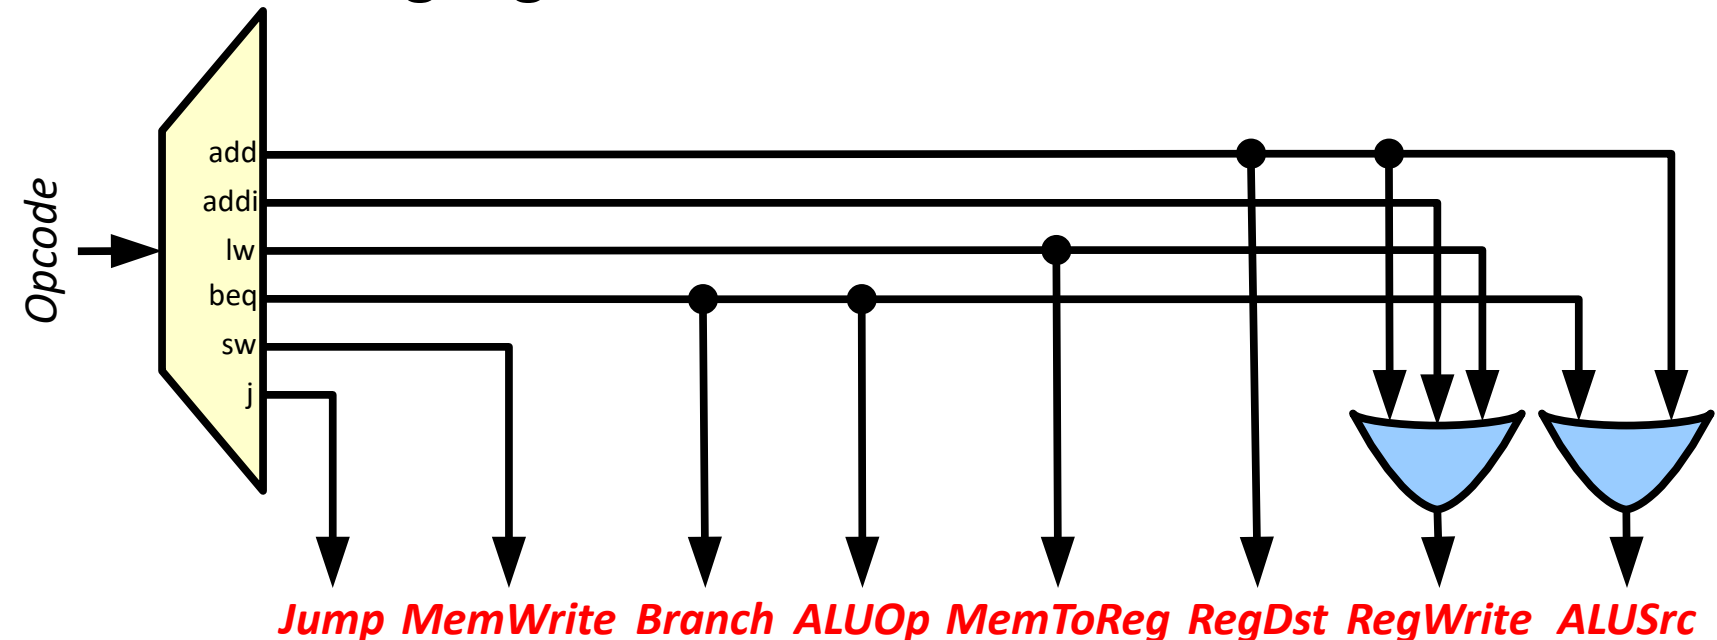 Opcode
add
addi
lw
beq
sw
j
Jump MemWrite Branch ALUOp MemToReg RegDst RegWrite ALUSrc